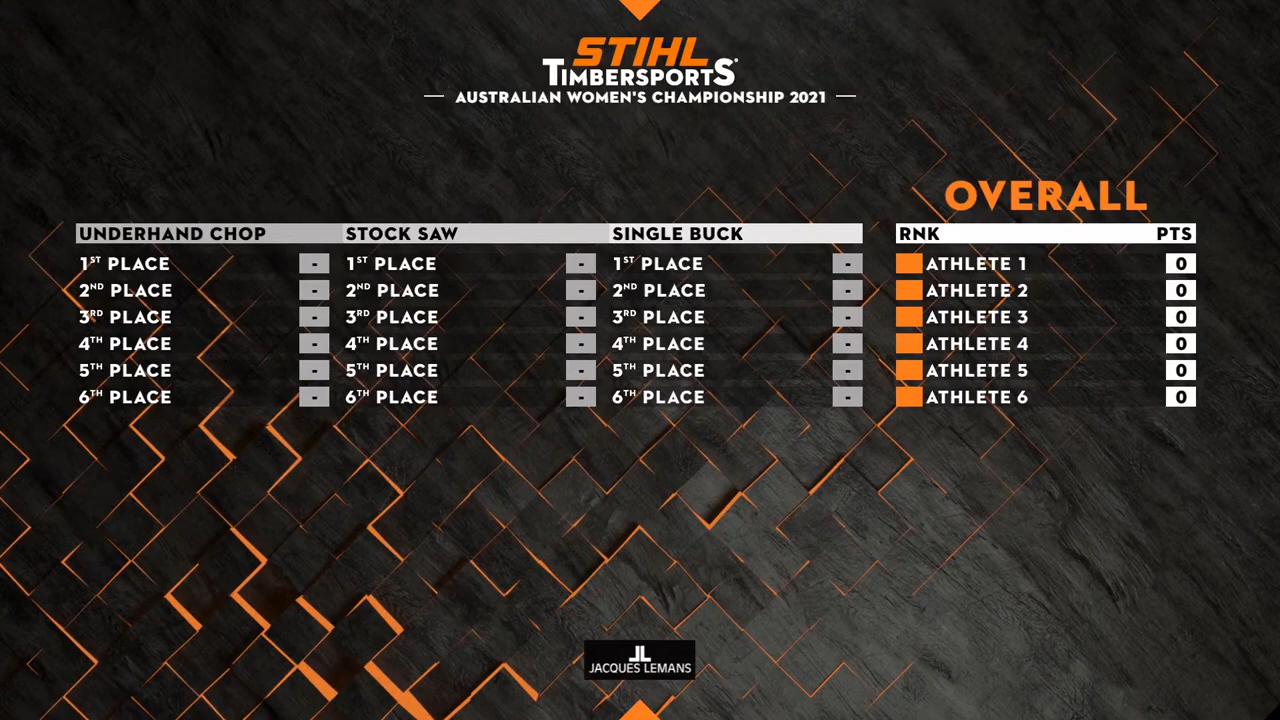 STIHL
TIMBERSPORTS®
AUSTRALIAN WOMEN'S CHAMPIONSHIP 2021
OVERALL
UNDERHAND CHOP STOCK SAW SINGLE BUCK RNK PTS
1ST PLACE - 1ST PLACE - 1ST PLACE - ATHLETE 1 0
2ND PLACE - 2ND PLACE - 2ND PLACE - ATHLETE 2 0
3RD PLACE - 3RD PLACE - 3RD PLACE - ATHLETE 3 0
4TH PLACE - 4TH PLACE - 4TH PLACE - ATHLETE 4 0
5TH PLACE - 5TH PLACE - 5TH PLACE - ATHLETE 5 0
6TH PLACE - 6TH PLACE - 6TH PLACE - ATHLETE 6 0
JL
JACQUES LEMANS